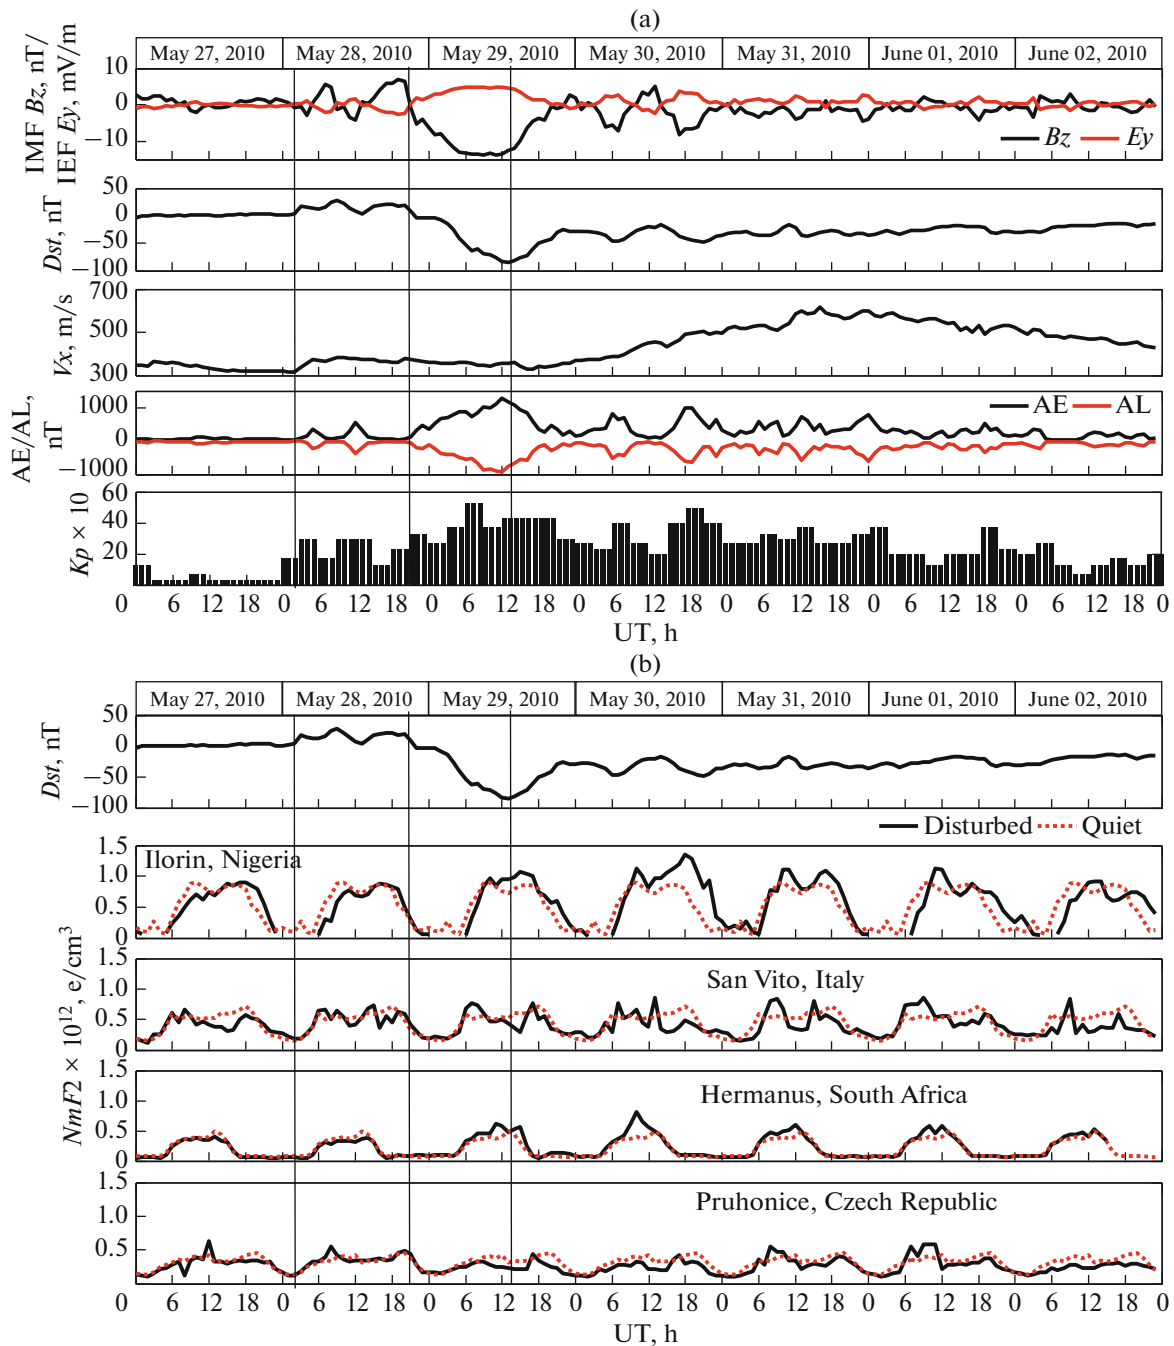 (a)
May 27, 2010 May 28, 2010 May 29, 2010 May 30, 2010 May 31, 2010 June 01, 2010 June 02, 2010
IMF Bz, nT/
IEF Ey, mV/m
10
0
−10
Bz Ey
Dst, nT
50
0
−50
−100
Vx, m/s
700
500
300
AE/AL,
nT
1000
0
−1000
AE AL
Kp × 10
60
40
20
0 6 12 18 0 6 12 18 0 6 12 18 0 6 12 18 0 6 12 18 0 6 12 18 0 6 12 18 0
UT, h
(b)
May 27, 2010 May 28, 2010 May 29, 2010 May 30, 2010 May 31, 2010 June 01, 2010 June 02, 2010
Dst, nT
50
0
−50
−100
Disturbed Quiet
NmF2 × 10¹², e/cm³
1.5
1.0
0.5
0
Ilorin, Nigeria
1.5
1.0
0.5
0
San Vito, Italy
1.5
1.0
0.5
0
Hermanus, South Africa
1.5
1.0
0.5
Pruhonice, Czech Republic
0 6 12 18 0 6 12 18 0 6 12 18 0 6 12 18 0 6 12 18 0 6 12 18 0 6 12 18 0
UT, h